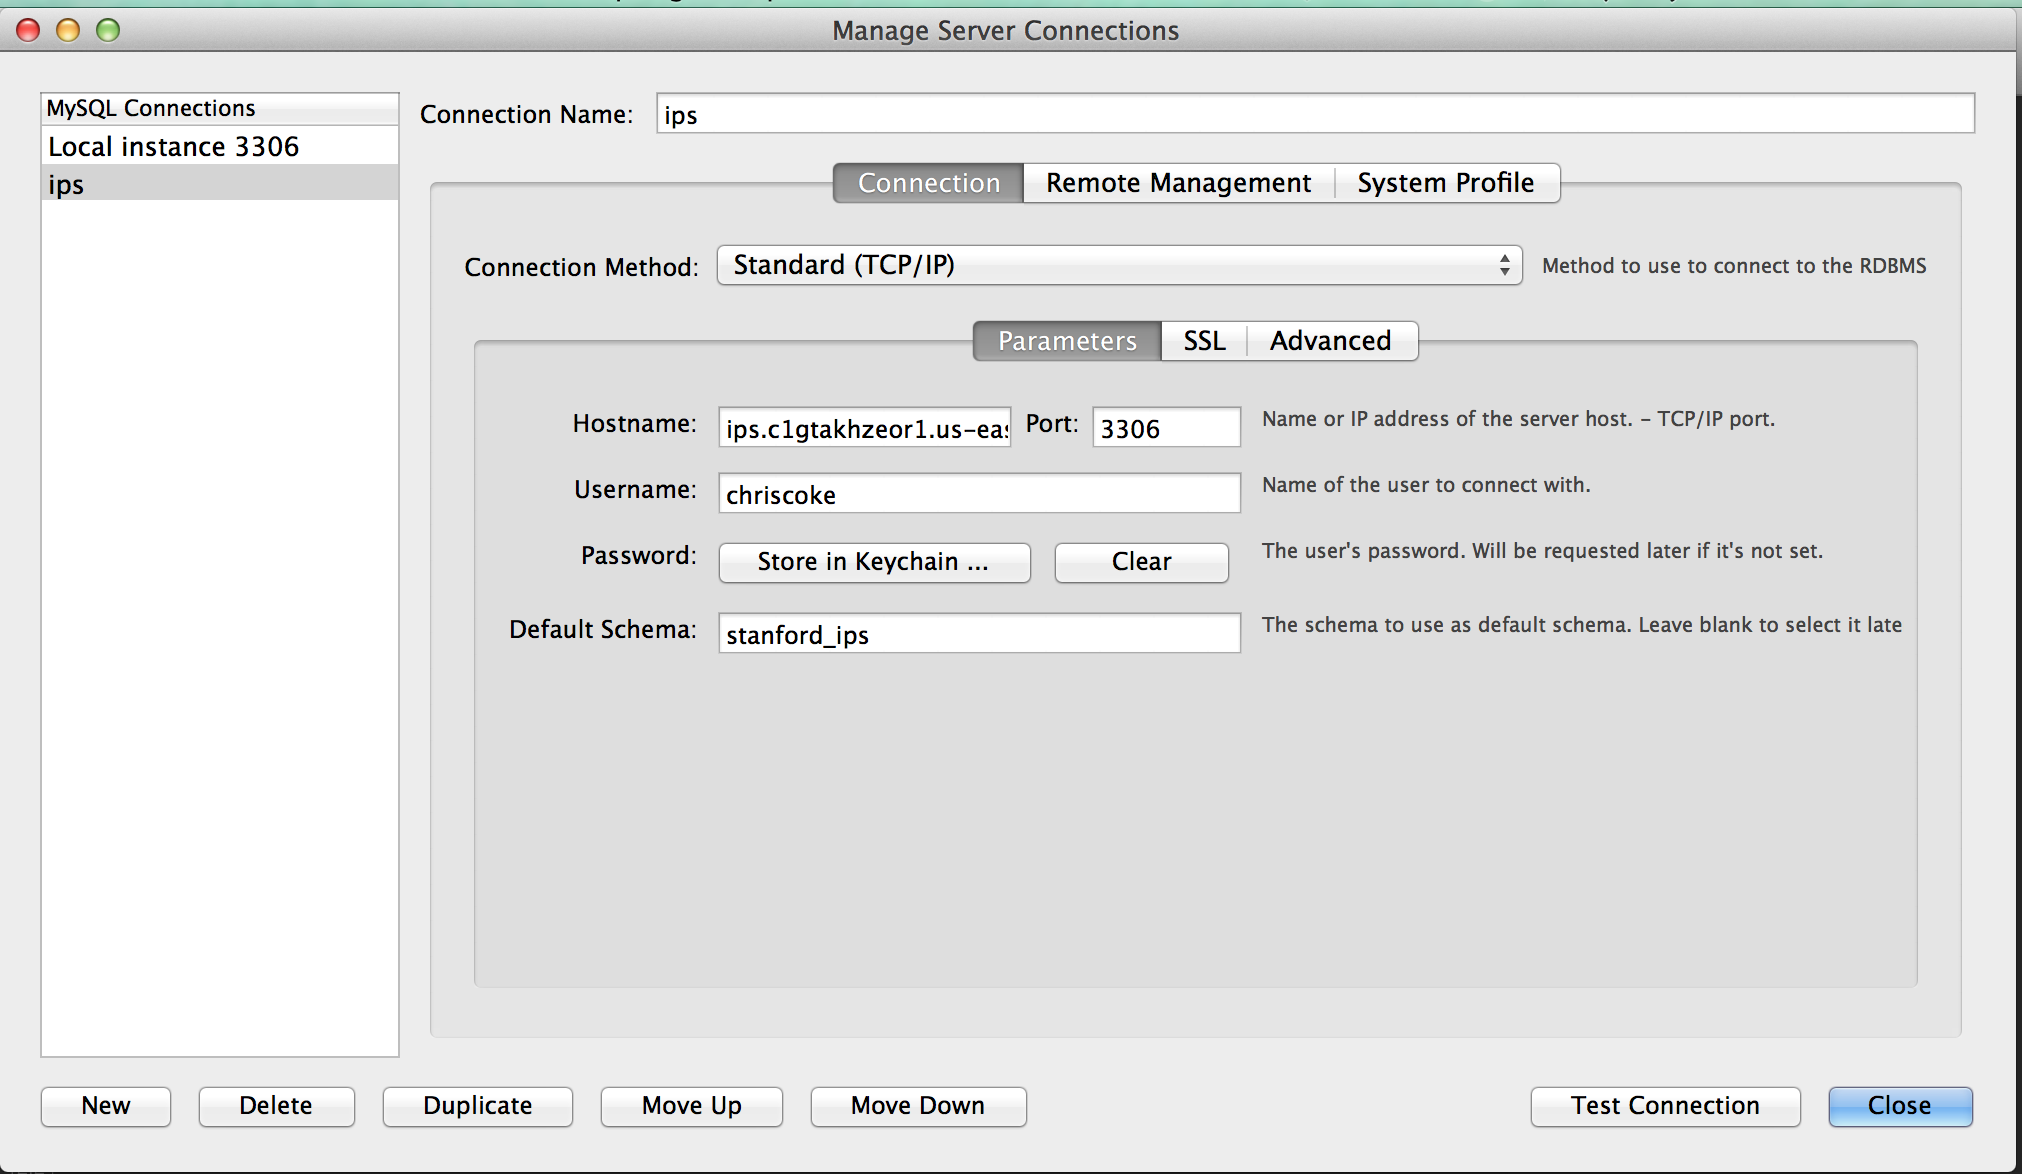 Manage Server Connections
MySQL Connections
Local instance 3306
ips
Connection Name: ips
Connection Remote Management System Profile
Connection Method: Standard (TCP/IP) Method to use to connect to the RDBMS
Parameters SSL Advanced
Hostname: ips.c1gtakhzeor1.us-eas Port: 3306 Name or IP address of the server host. - TCP/IP port.
Username: chriscoke Name of the user to connect with.
Password: Store in Keychain ... Clear The user's password. Will be requested later if it's not set.
Default Schema: stanford_ips The schema to use as default schema. Leave blank to select it late
New Delete Duplicate Move Up Move Down Test Connection Close